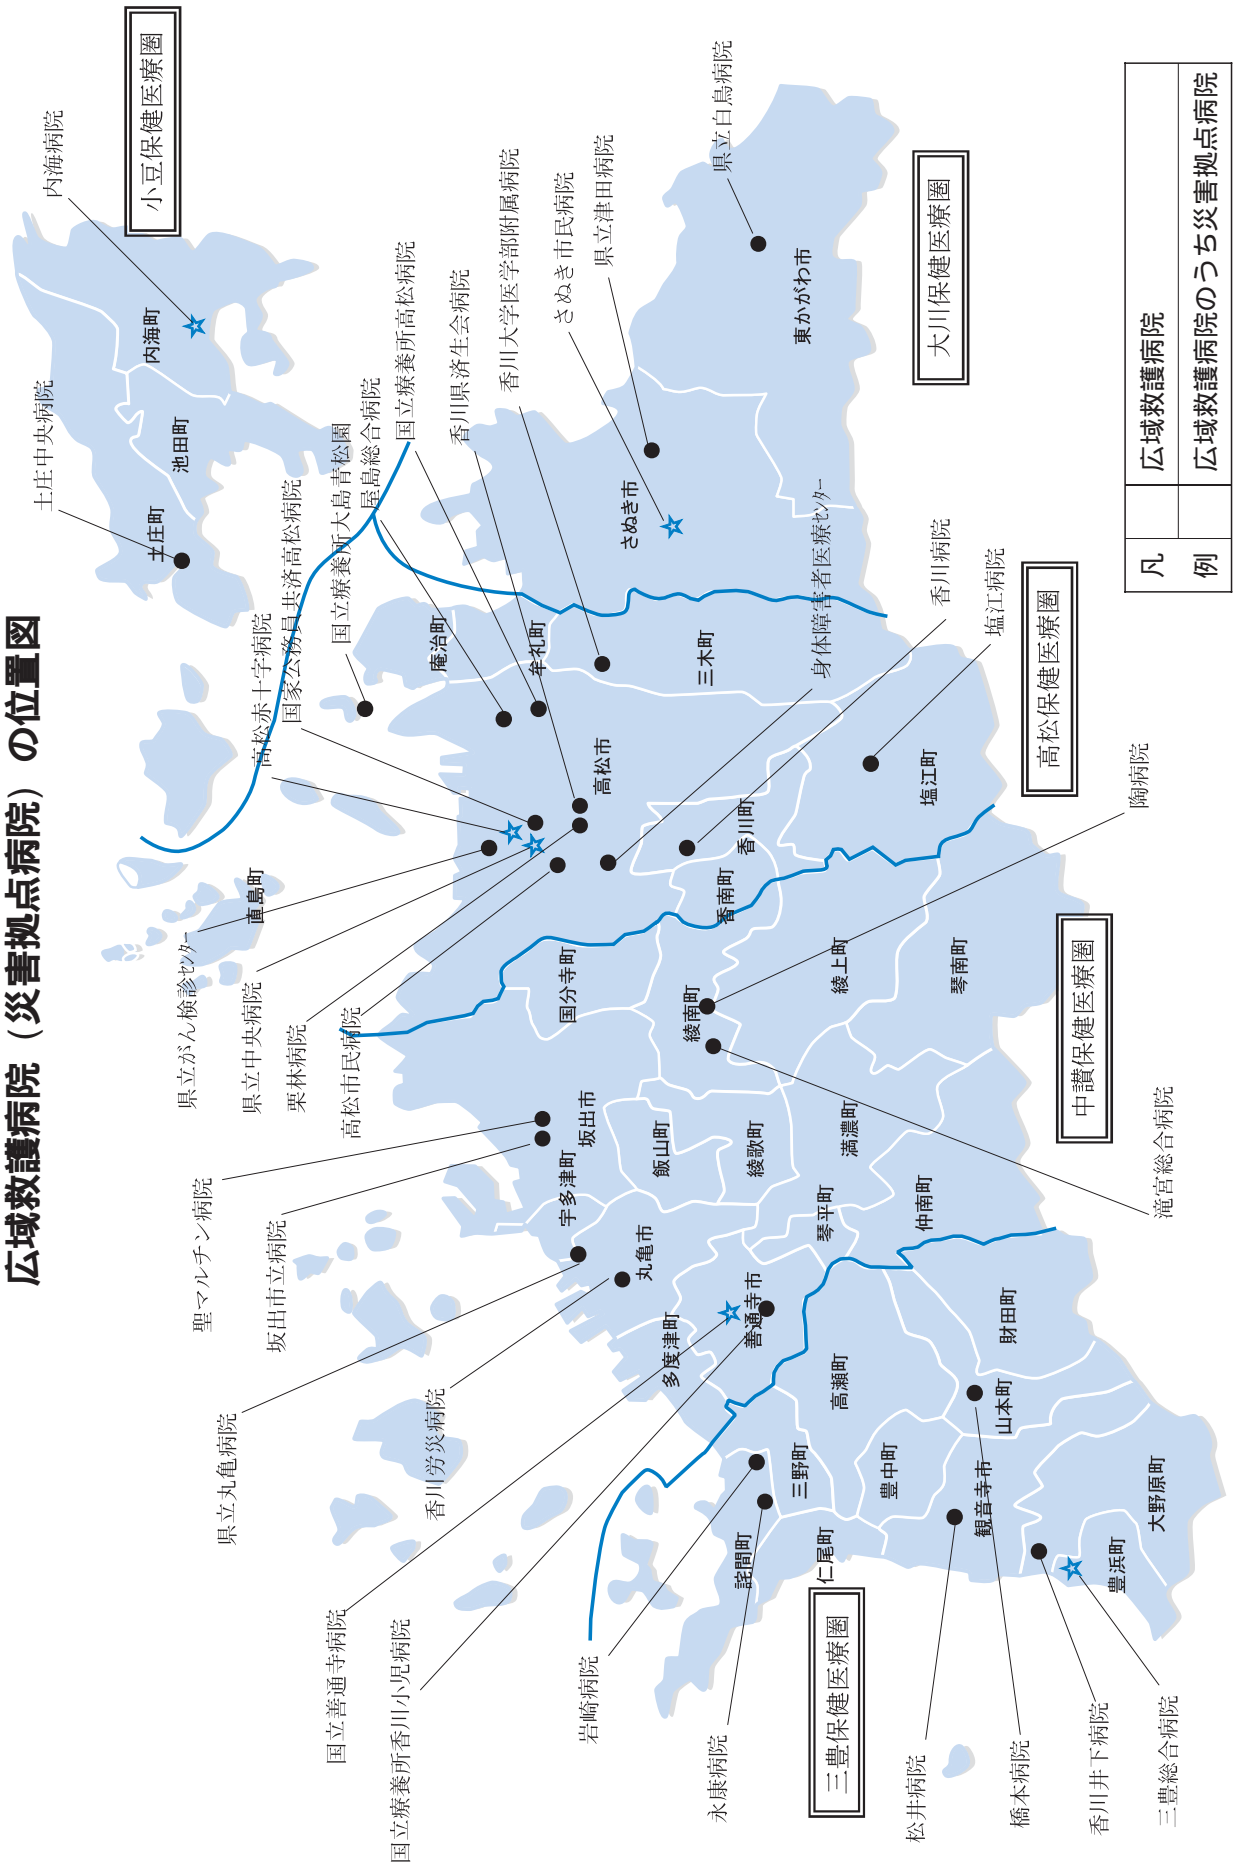 広域救護病院（災害拠点病院）の位置図
小豆保健医療圏
内海病院
土庄中央病院
内海町
池田町
土庄町
高松赤十字病院
国家公務員共済高松病院
国立療養所大島青松園
屋島総合病院
国立療養所高松病院
香川県済生会病院
香川大学医学部附属病院
さぬき市民病院
県立津田病院
県立白鳥病院
大川保健医療圏
東かがわ市
さぬき市
身体障害者医療センター
香川病院
塩江病院
高松保健医療圏
庵治町
牟礼町
三木町
高松市
香川町
塩江町
香南町
直島町
県立がん検診センター
県立中央病院
栗林病院
高松市民病院
国分寺町
綾南町
綾上町
琴南町
陶病院
中讃保健医療圏
滝宮総合病院
聖マルチン病院
坂出市立病院
県立丸亀病院
香川労災病院
国立善通寺病院
国立療養所香川小児病院
坂出市
宇多津町
飯山町
綾歌町
満濃町
丸亀市
琴平町
仲南町
多度津町
善通寺市
高瀬町
財田町
山本町
三野町
豊中町
観音寺市
大野原町
詫間町
仁尾町
豊浜町
三豊保健医療圏
岩崎病院
永康病院
松井病院
橋本病院
香川井下病院
三豊総合病院
凡例
広域救護病院
広域救護病院のうち災害拠点病院